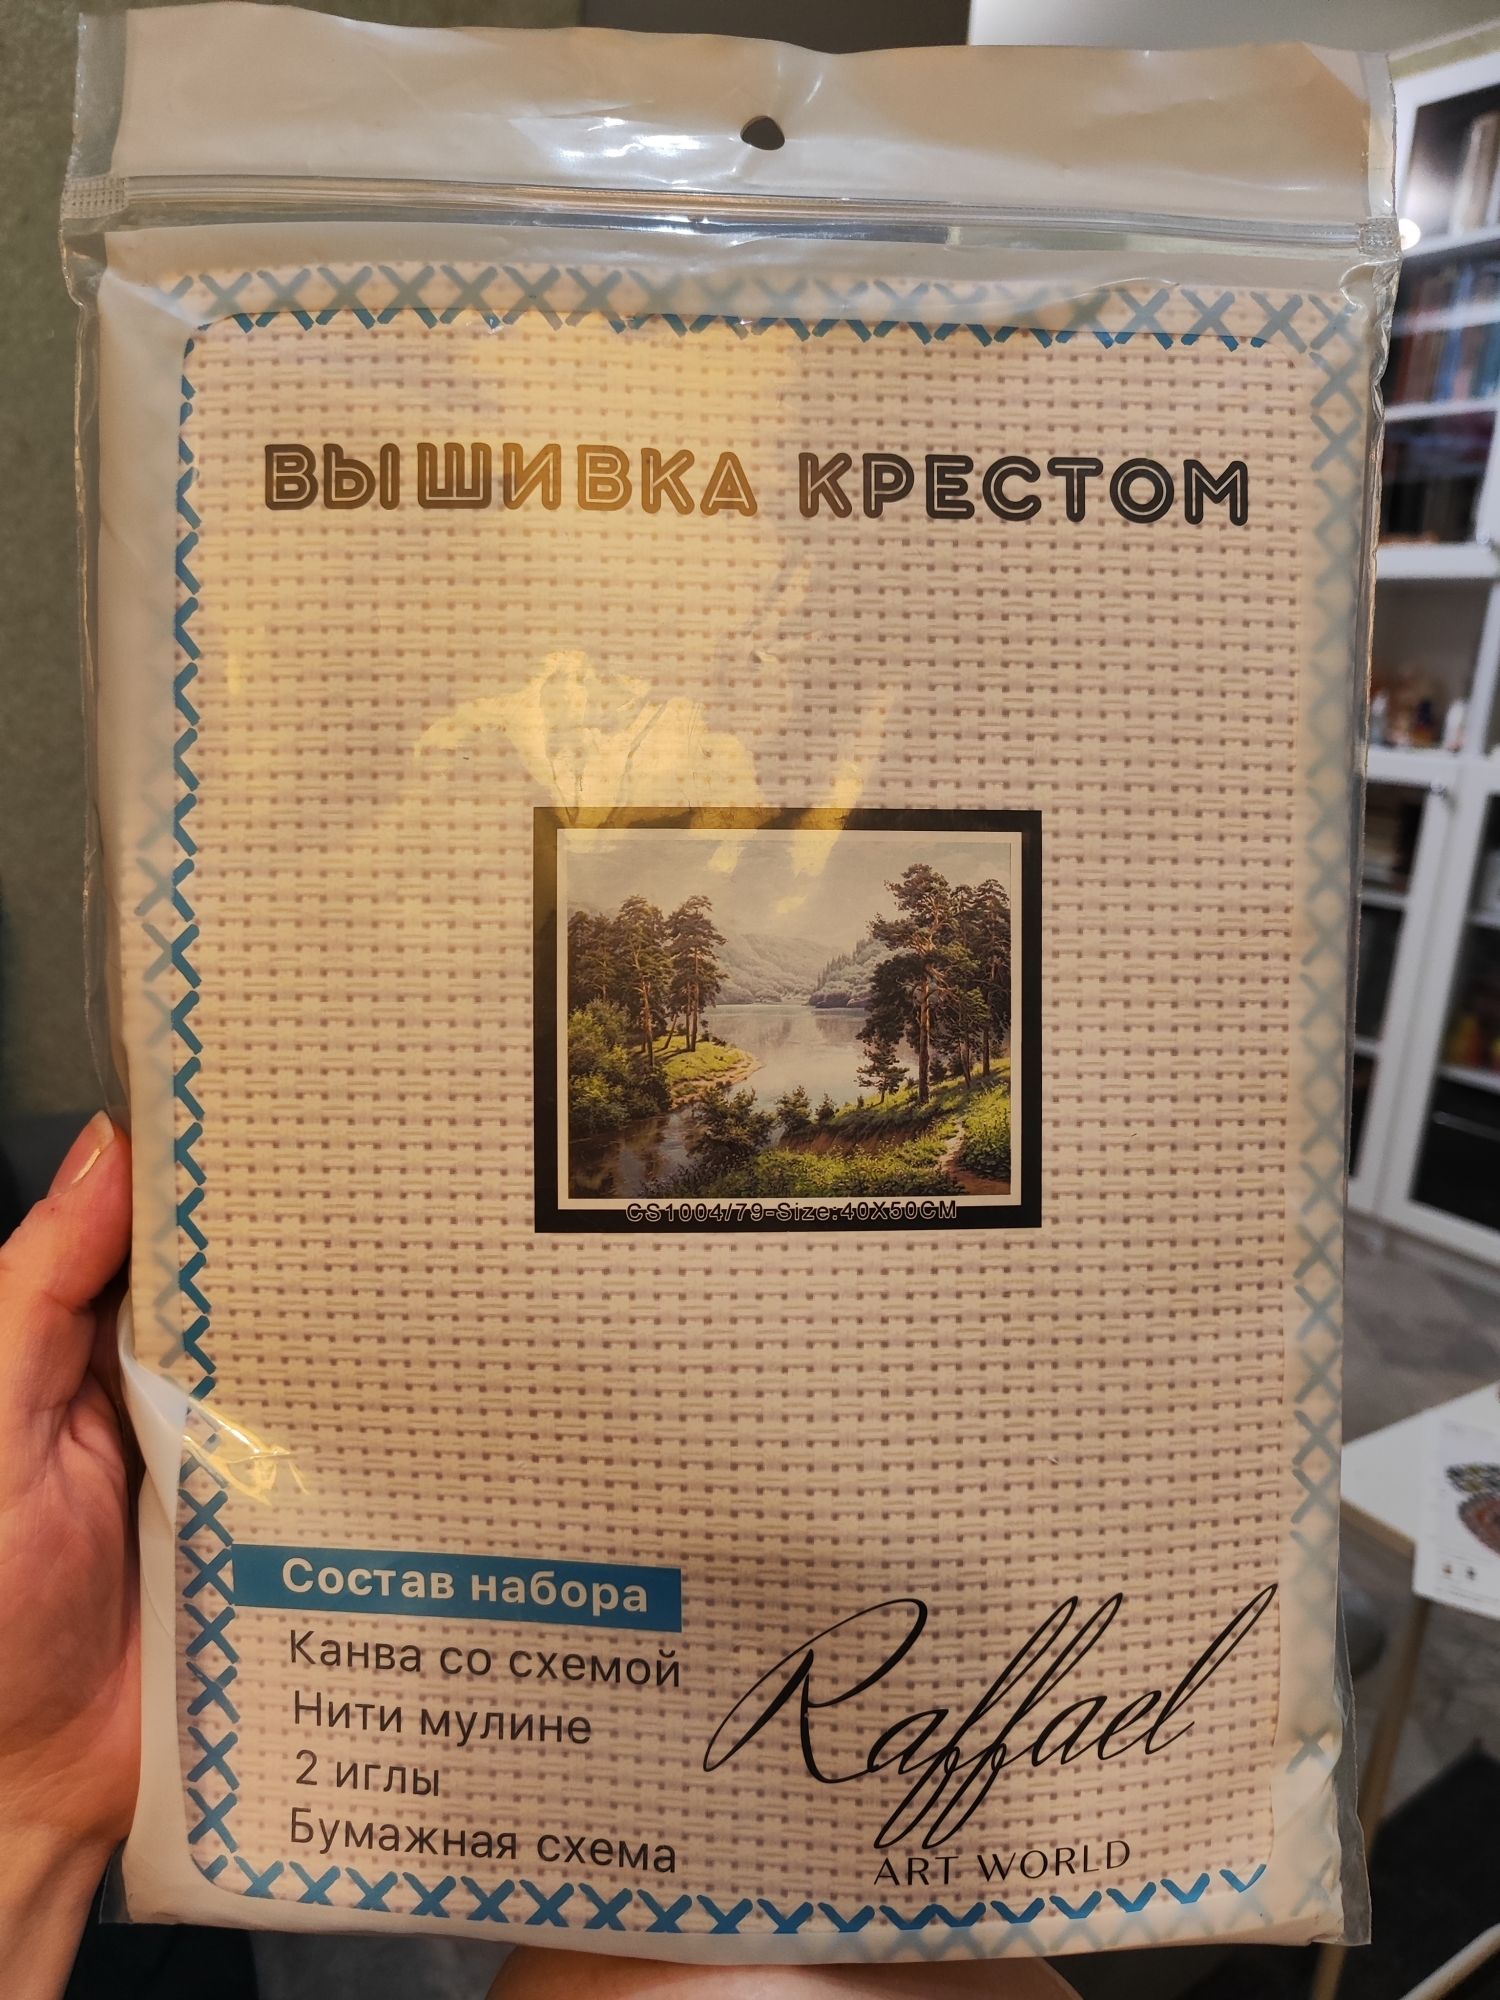 ВЫШИВКА КРЕСТОМ
CS1004/79-Size:40X50CM
Состав набора
Канва со схемой
Нити мулине
2 иглы
Бумажная схема
Raffael
ART WORLD